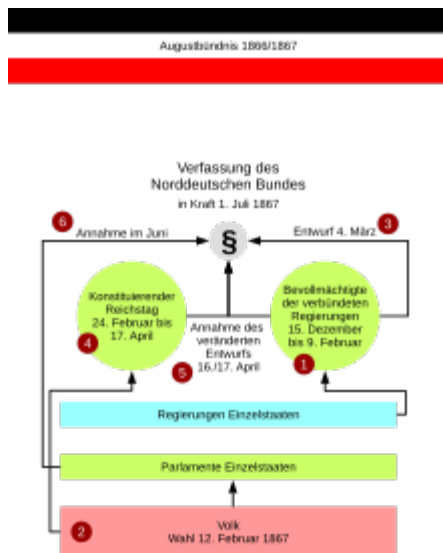 Augustbündnis 1866/1867
Verfassung des
Norddeutschen Bundes
in Kraft 1. Juli 1867
6
Annahme im Juni
§
Entwurf 4. März
3
Konstituierender
Reichstag
24. Februar bis
17. April
4
Annahme des
veränderten
Entwurfs
16./17. April
5
Bevollmächtigte
der verbündeten
Regierungen
15. Dezember
bis 9. Februar
1
Regierungen Einzelstaaten
Parlamente Einzelstaaten
2
Volk
Wahl 12. Februar 1867